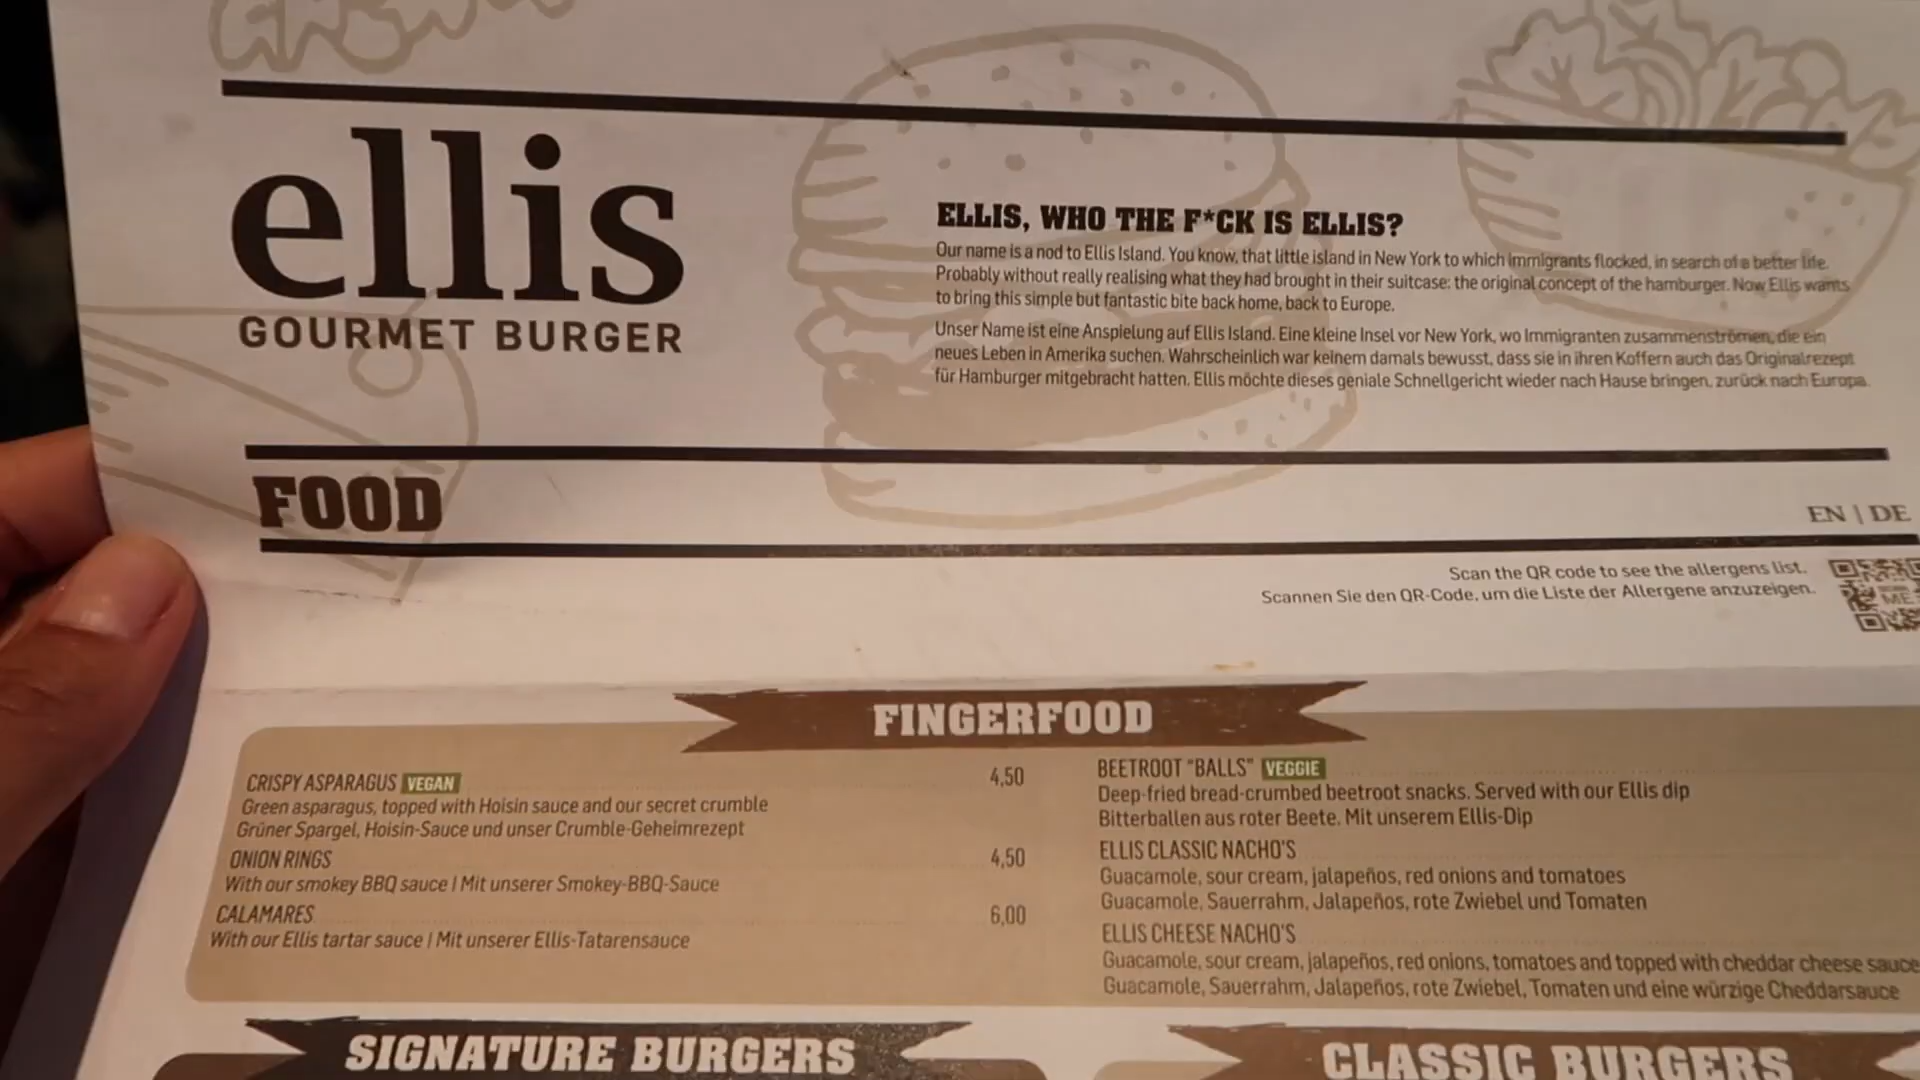 ellis
GOURMET BURGER
ELLIS, WHO THE F*CK IS ELLIS?
Our name is a nod to Ellis Island. You know, that little island in New York to which immigrants flocked, in search of a better life.
Probably without really realising what they had brought in their suitcase: the original concept of the hamburger. Now Ellis wants
to bring this simple but fantastic bite back home, back to Europe.
Unser Name ist eine Anspielung auf Ellis Island. Eine kleine Insel vor New York, wo Immigranten zusammenströmen, die ein
neues Leben in Amerika suchen. Wahrscheinlich war keinem damals bewusst, dass sie in ihren Koffern auch das Originalrezept
für Hamburger mitgebracht hatten. Ellis möchte dieses geniale Schnellgericht wieder nach Hause bringen, zurück nach Europa.
FOOD
EN | DE
Scan the QR code to see the allergens list.
Scannen Sie den QR-Code, um die Liste der Allergene anzuzeigen.
FINGERFOOD
CRISPY ASPARAGUS VEGAN 4,50
Green asparagus, topped with Hoisin sauce and our secret crumble
Grüner Spargel, Hoisin-Sauce und unser Crumble-Geheimrezept
ONION RINGS 4,50
With our smokey BBQ sauce | Mit unserer Smokey-BBQ-Sauce
CALAMARES 6,00
With our Ellis tartar sauce | Mit unserer Ellis-Tatarensauce
BEETROOT "BALLS" VEGGIE
Deep-fried bread-crumbed beetroot snacks. Served with our Ellis dip
Bitterballen aus roter Beete. Mit unserem Ellis-Dip
ELLIS CLASSIC NACHO'S
Guacamole, sour cream, jalapeños, red onions and tomatoes
Guacamole, Sauerrahm, Jalapeños, rote Zwiebel und Tomaten
ELLIS CHEESE NACHO'S
Guacamole, sour cream, jalapeños, red onions, tomatoes and topped with cheddar cheese sauce
Guacamole, Sauerrahm, Jalapeños, rote Zwiebel, Tomaten und eine würzige Cheddarsauce
SIGNATURE BURGERS
CLASSIC BURGERS